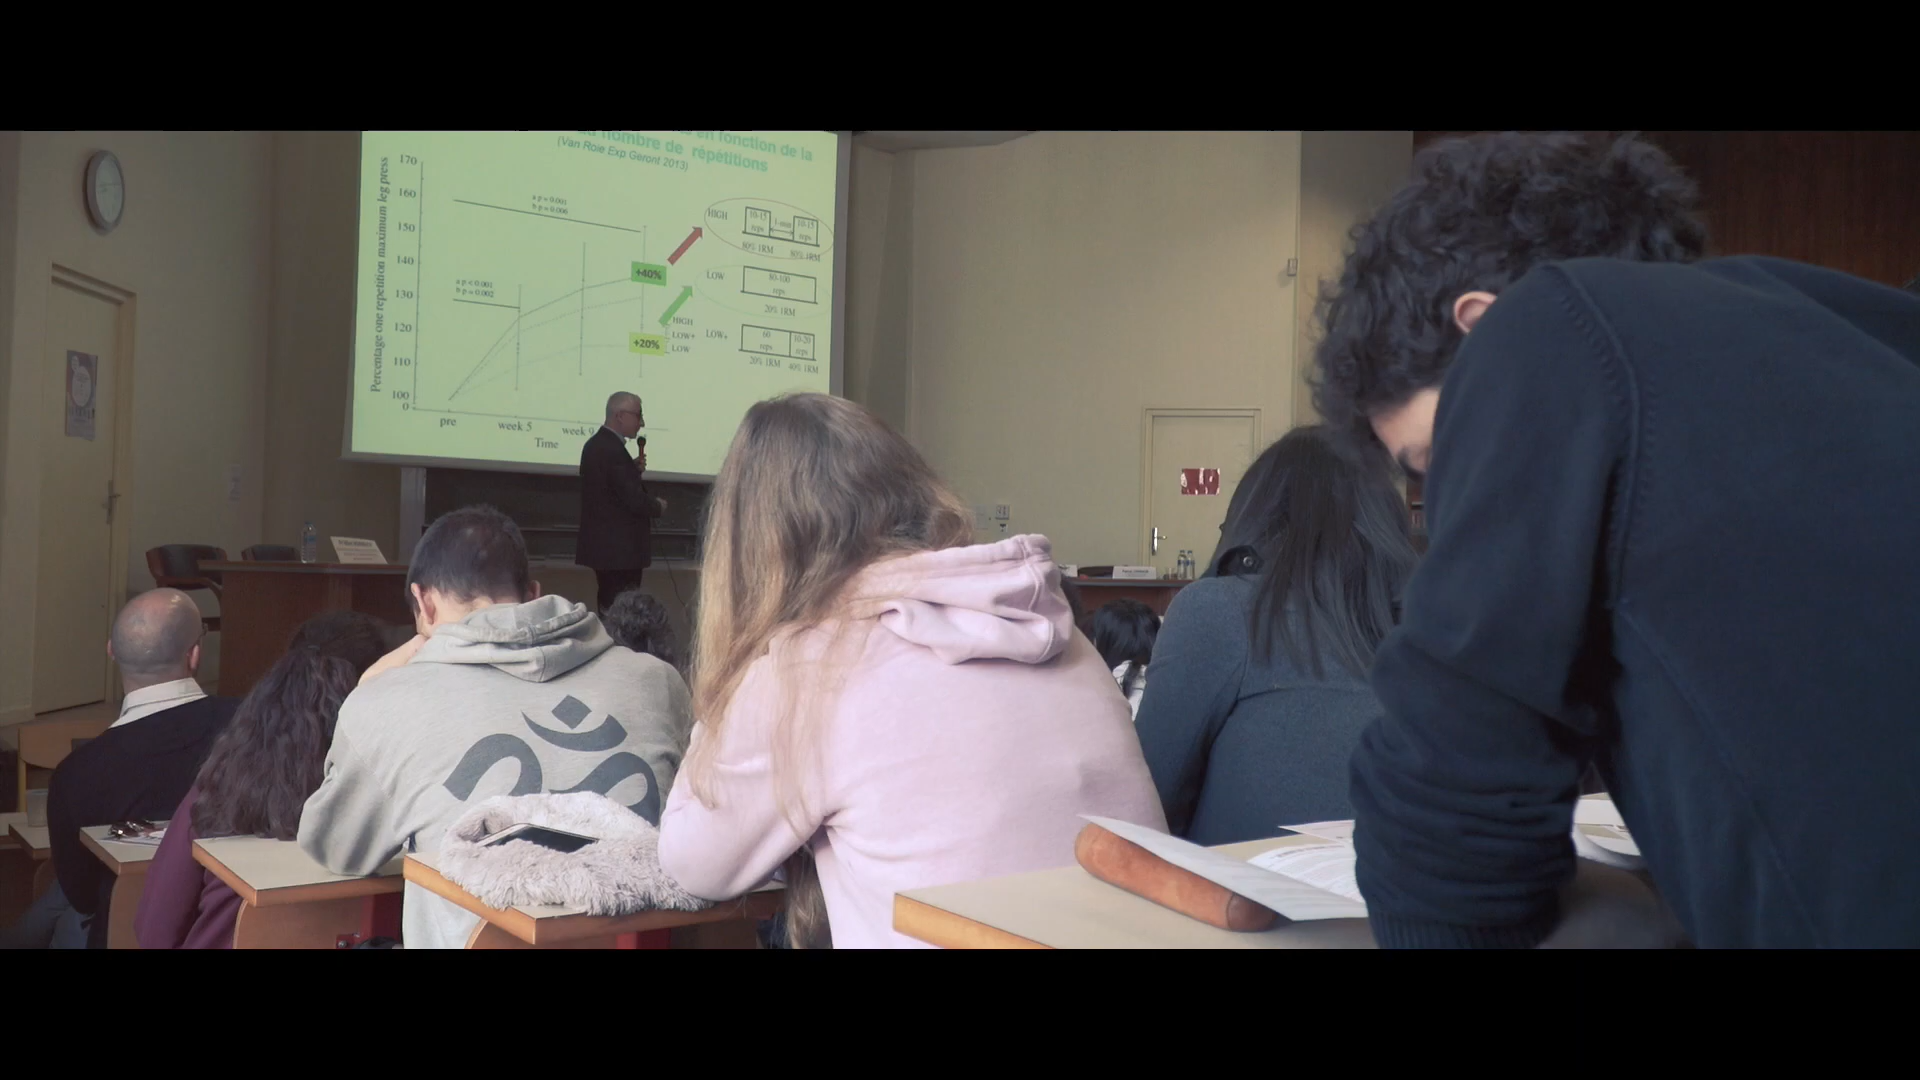 en fonction de la
nombre de répétitions
(Van Roie Exp Geront 2013)
Percentage one repetition maximum leg press
170
160
150
140
130
120
110
100
0
a p = 0.001
b p = 0.006
a p < 0.001
b p = 0.002
+40%
+20%
HIGH
LOW+
LOW
pre
week 5
week 9
Time
HIGH
10-15
reps
10-15
reps
80% 1RM
80% 1RM
LOW
80-100
reps
20% 1RM
LOW+
60
reps
10-20
reps
20% 1RM
40% 1RM
ॐ